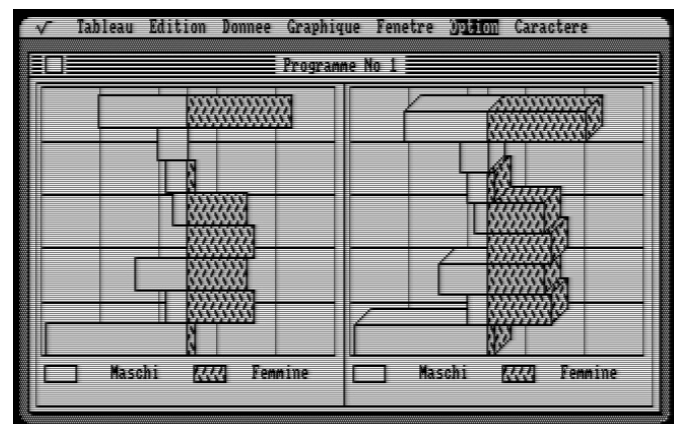 √ Tableau Edition Donnee Graphique Fenetre Option Caractere
Programme No 1
Maschi Femmine Maschi Femmine